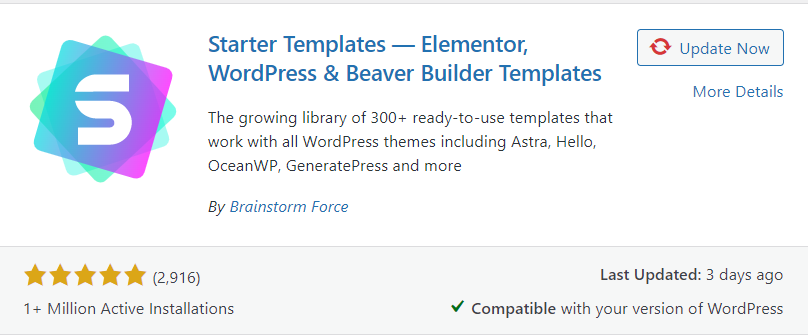 Starter Templates — Elementor,
WordPress & Beaver Builder Templates
Update Now
More Details
The growing library of 300+ ready-to-use templates that
work with all WordPress themes including Astra, Hello,
OceanWP, GeneratePress and more
By Brainstorm Force
(2,916)
1+ Million Active Installations
Last Updated: 3 days ago
Compatible with your version of WordPress